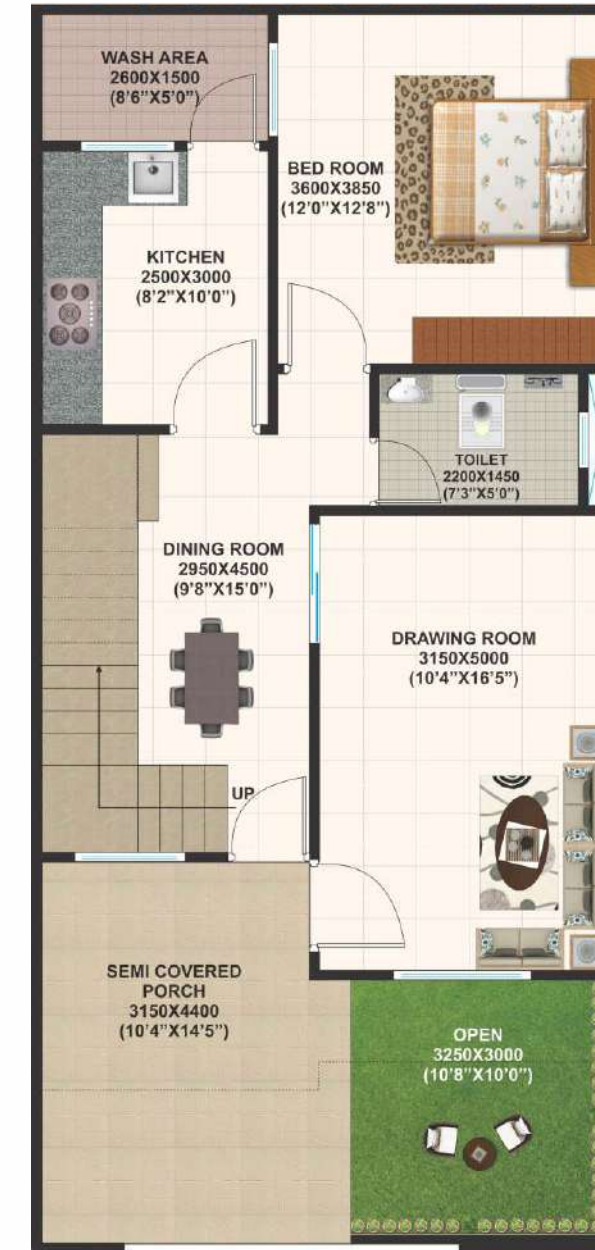 WASH AREA
2600X1500
(8'6"X5'0")
BED ROOM
3600X3850
(12'0"X12'8")
KITCHEN
2500X3000
(8'2"X10'0")
TOILET
2200X1450
(7'3"X5'0")
DINING ROOM
2950X4500
(9'8"X15'0")
DRAWING ROOM
3150X5000
(10'4"X16'5")
UP
SEMI COVERED
PORCH
3150X4400
(10'4"X14'5")
OPEN
3250X3000
(10'8"X10'0")